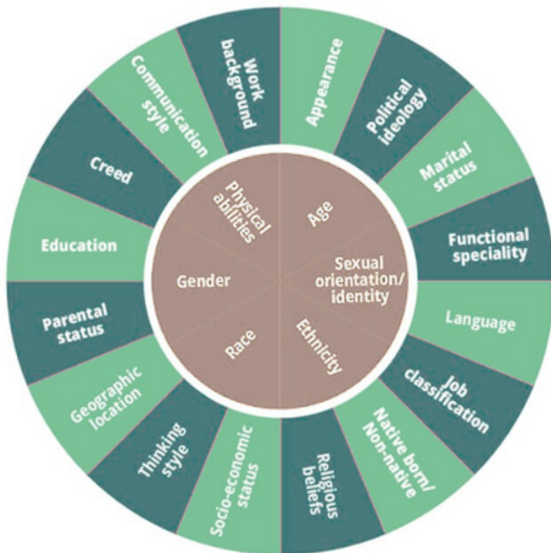 Appearance
Political
ideology
Marital
status
Functional
speciality
Language
Job
classification
Native born/
Non-native
Religious
beliefs
Socio-economic
status
Thinking
style
Geographic
location
Parental
status
Education
Creed
Communication
style
Work
background
Age
Sexual
orientation/
identity
Ethnicity
Race
Gender
Physical
abilities